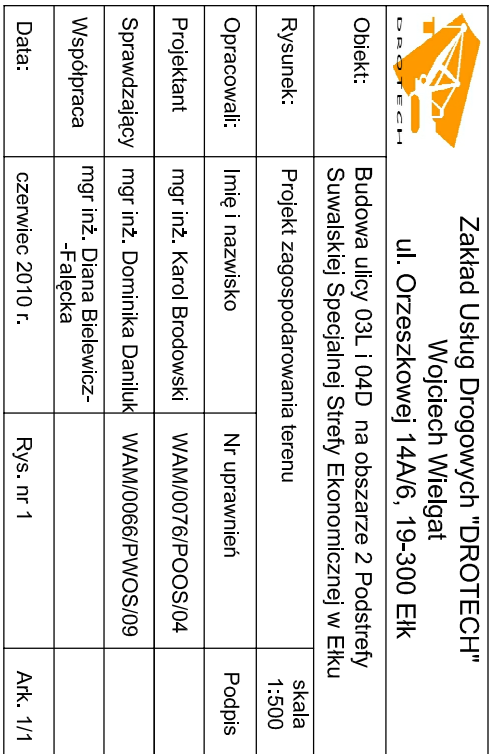 DROTECH
Zakład Usług Drogowych "DROTECH"
Wojciech Wielgat
ul. Orzeszkowej 14A/6, 19-300 Ełk
Obiekt:
Budowa ulicy 03L i 04D na obszarze 2 Podstrefy
Suwalskiej Specjalnej Strefy Ekonomicznej w Ełku
Rysunek:
Projekt zagospodarowania terenu
skala
1:500
Opracowali:
Imię i nazwisko
Nr uprawnień
Podpis
Projektant
mgr inż. Karol Brodowski
WAM/0076/POOS/04
Sprawdzający
mgr inż. Dominika Daniluk
WAM/0066/PWOS/09
Współpraca
mgr inż. Diana Bielewicz-
-Falęcka
Data:
czerwiec 2010 r.
Rys. nr 1
Ark. 1/1